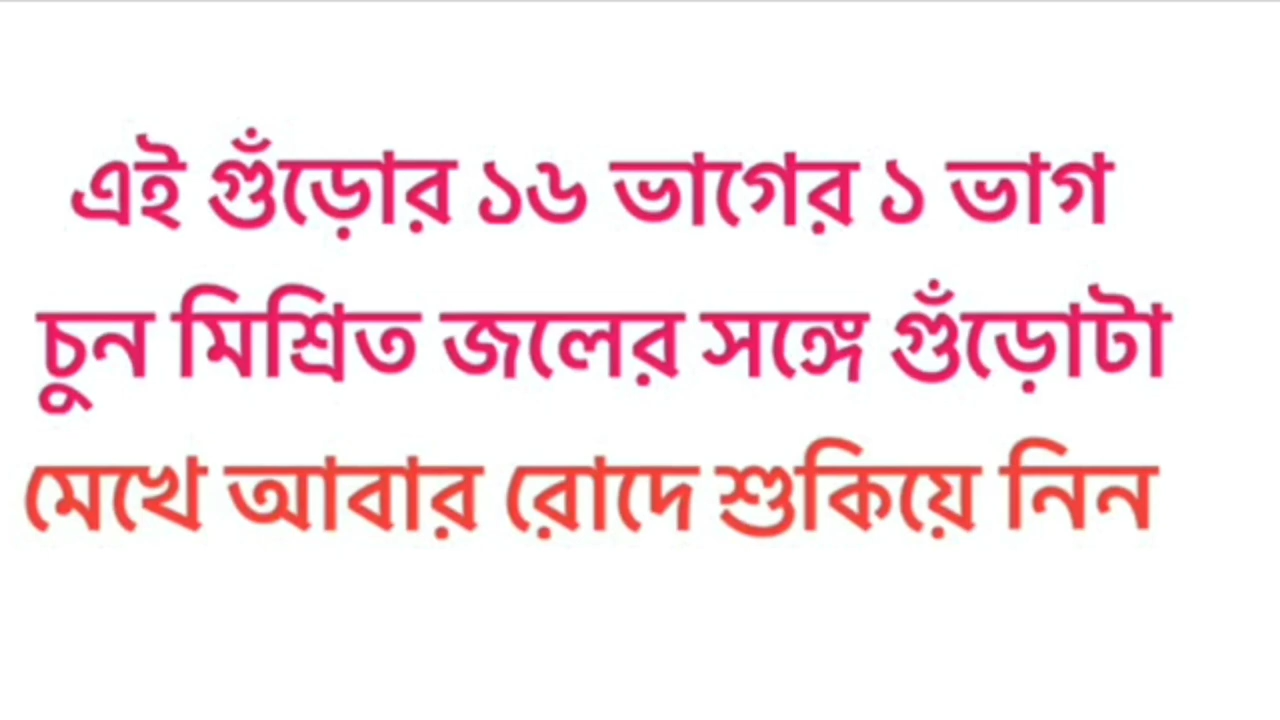 এই গুঁড়োর ১৬ ভাগের ১ ভাগ
চুন মিশ্রিত জলের সঙ্গে গুঁড়োটা
মেখে আবার রোদে শুকিয়ে নিন